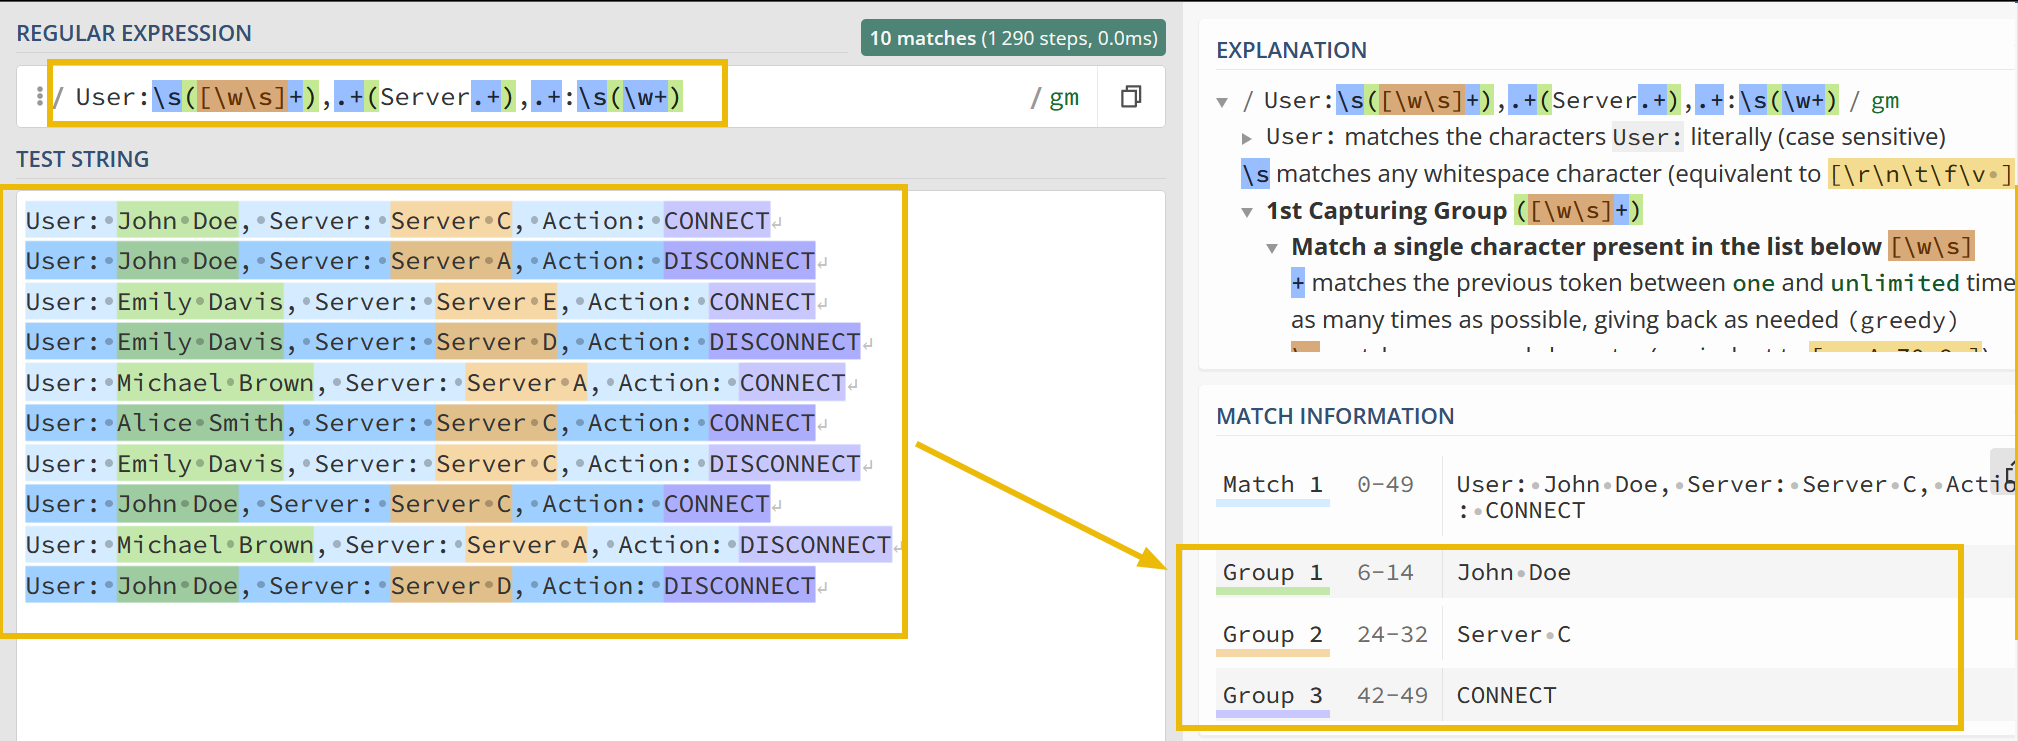 REGULAR EXPRESSION
10 matches (1 290 steps, 0.0ms)
/ User:\s([\w\s]+),.+(Server.+),.+:\s(\w+)
/ gm
TEST STRING
User: John Doe, Server: Server C, Action: CONNECT
User: John Doe, Server: Server A, Action: DISCONNECT
User: Emily Davis, Server: Server E, Action: CONNECT
User: Emily Davis, Server: Server D, Action: DISCONNECT
User: Michael Brown, Server: Server A, Action: CONNECT
User: Alice Smith, Server: Server C, Action: CONNECT
User: Emily Davis, Server: Server C, Action: DISCONNECT
User: John Doe, Server: Server C, Action: CONNECT
User: Michael Brown, Server: Server A, Action: DISCONNECT
User: John Doe, Server: Server D, Action: DISCONNECT
EXPLANATION
/ User:\s([\w\s]+),.+(Server.+),.+:\s(\w+) / gm
User: matches the characters User: literally (case sensitive)
\s matches any whitespace character (equivalent to [\r\n\t\f\v ]
1st Capturing Group ([\w\s]+)
Match a single character present in the list below [\w\s]
+ matches the previous token between one and unlimited time
as many times as possible, giving back as needed (greedy)
MATCH INFORMATION
Match 1 0-49 User: John Doe, Server: Server C, Actio
: CONNECT
Group 1 6-14 John Doe
Group 2 24-32 Server C
Group 3 42-49 CONNECT